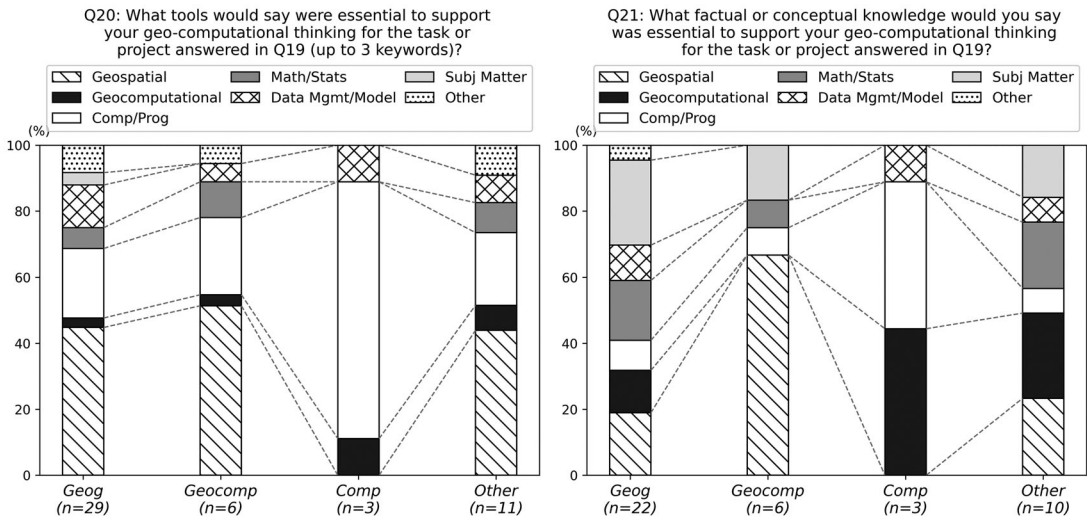 Q20: What tools would say were essential to support
your geo-computational thinking for the task or
project answered in Q19 (up to 3 keywords)?
Geospatial
Math/Stats
Subj Matter
Geocomputational
Data Mgmt/Model
Other
Comp/Prog
(%)
100
80
60
40
20
0
Geog
(n=29)
Geocomp
(n=6)
Comp
(n=3)
Other
(n=11)
Q21: What factual or conceptual knowledge would you say
was essential to support your geo-computational thinking
for the task or project answered in Q19?
Geospatial
Math/Stats
Subj Matter
Geocomputational
Data Mgmt/Model
Other
Comp/Prog
(%)
100
80
60
40
20
0
Geog
(n=22)
Geocomp
(n=6)
Comp
(n=3)
Other
(n=10)